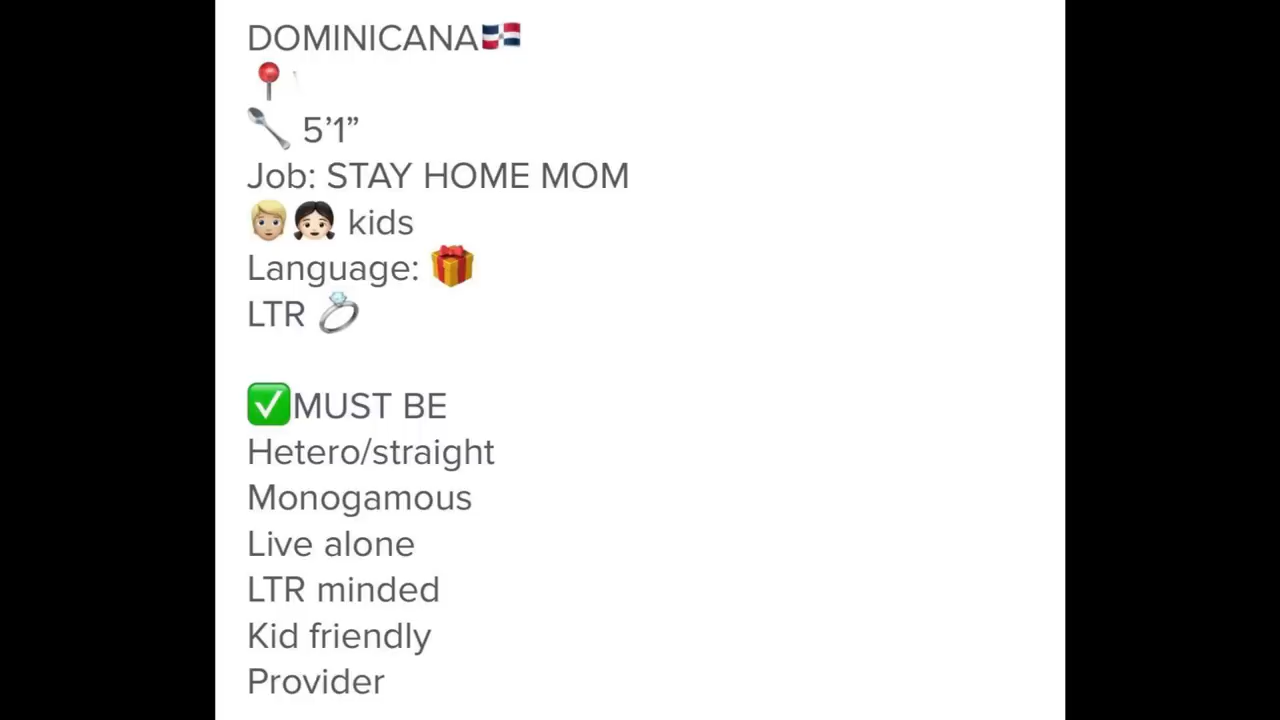 DOMINICANA🇩🇴
📍
🥄 5’1”
Job: STAY HOME MOM
🧑🏼👧🏻 kids
Language: 🎁
LTR 💍
✅MUST BE
Hetero/straight
Monogamous
Live alone
LTR minded
Kid friendly
Provider